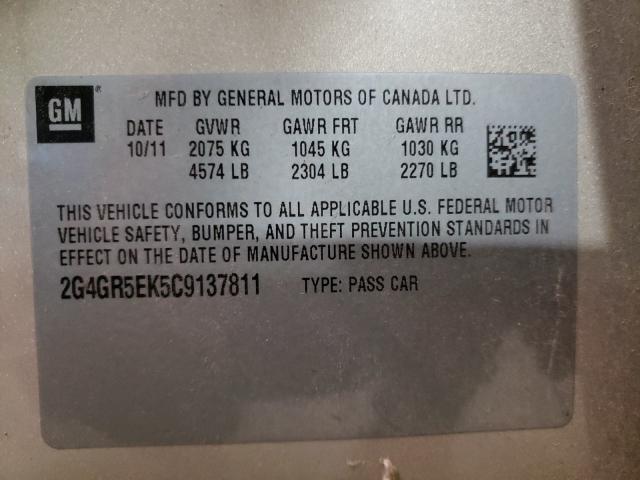 GM ®
MFD BY GENERAL MOTORS OF CANADA LTD.
DATE GVWR GAWR FRT GAWR RR
10/11 2075 KG 1045 KG 1030 KG
4574 LB 2304 LB 2270 LB
THIS VEHICLE CONFORMS TO ALL APPLICABLE U.S. FEDERAL MOTOR
VEHICLE SAFETY, BUMPER, AND THEFT PREVENTION STANDARDS IN
EFFECT ON THE DATE OF MANUFACTURE SHOWN ABOVE.
2G4GR5EK5C9137811 TYPE: PASS CAR